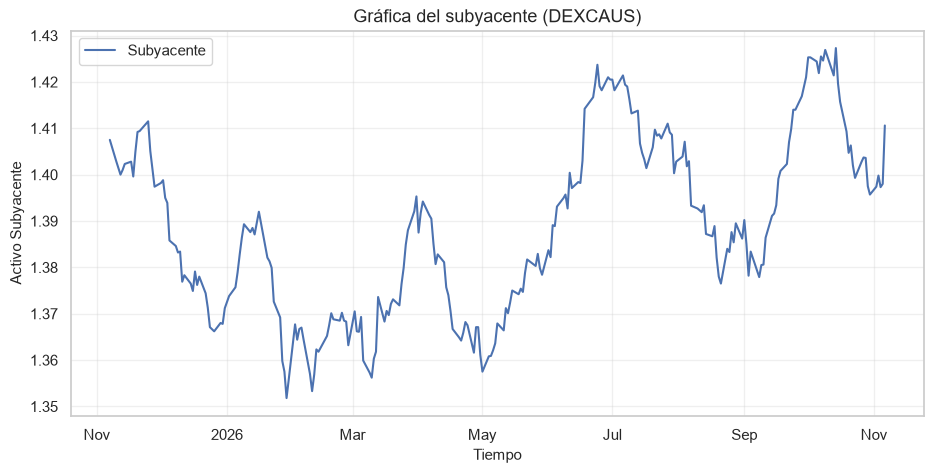 Gráfica del subyacente (DEXCAUS)
Subyacente
Activo Subyacente
1.43
1.42
1.41
1.40
1.39
1.38
1.37
1.36
1.35
Nov
2026
Mar
May
Jul
Sep
Nov
Tiempo